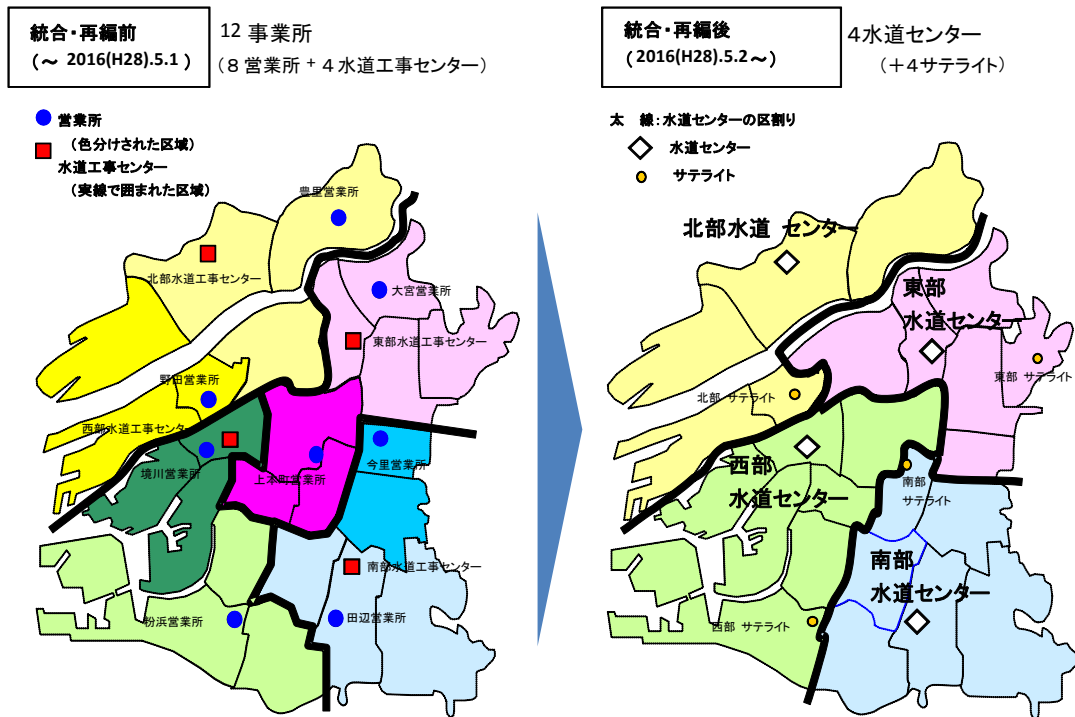 統合・再編前
(～ 2016(H28).5.1)
12 事業所
(８営業所 + ４水道工事センター)
営業所
(色分けされた区域)
水道工事センター
(実線で囲まれた区域)
豊里営業所
北部水道工事センター
大宮営業所
東部水道工事センター
野田営業所
西部水道工事センター
境川営業所
上本町営業所
今里営業所
南部水道工事センター
粉浜営業所
田辺営業所
統合・再編後
(2016(H28).5.2～)
4水道センター
(＋4サテライト)
太　線：水道センターの区割り
水道センター
サテライト
北部水道 センター
東部
水道センター
東部 サテライト
北部 サテライト
西部
水道センター
南部
サテライト
南部
水道センター
西部 サテライト